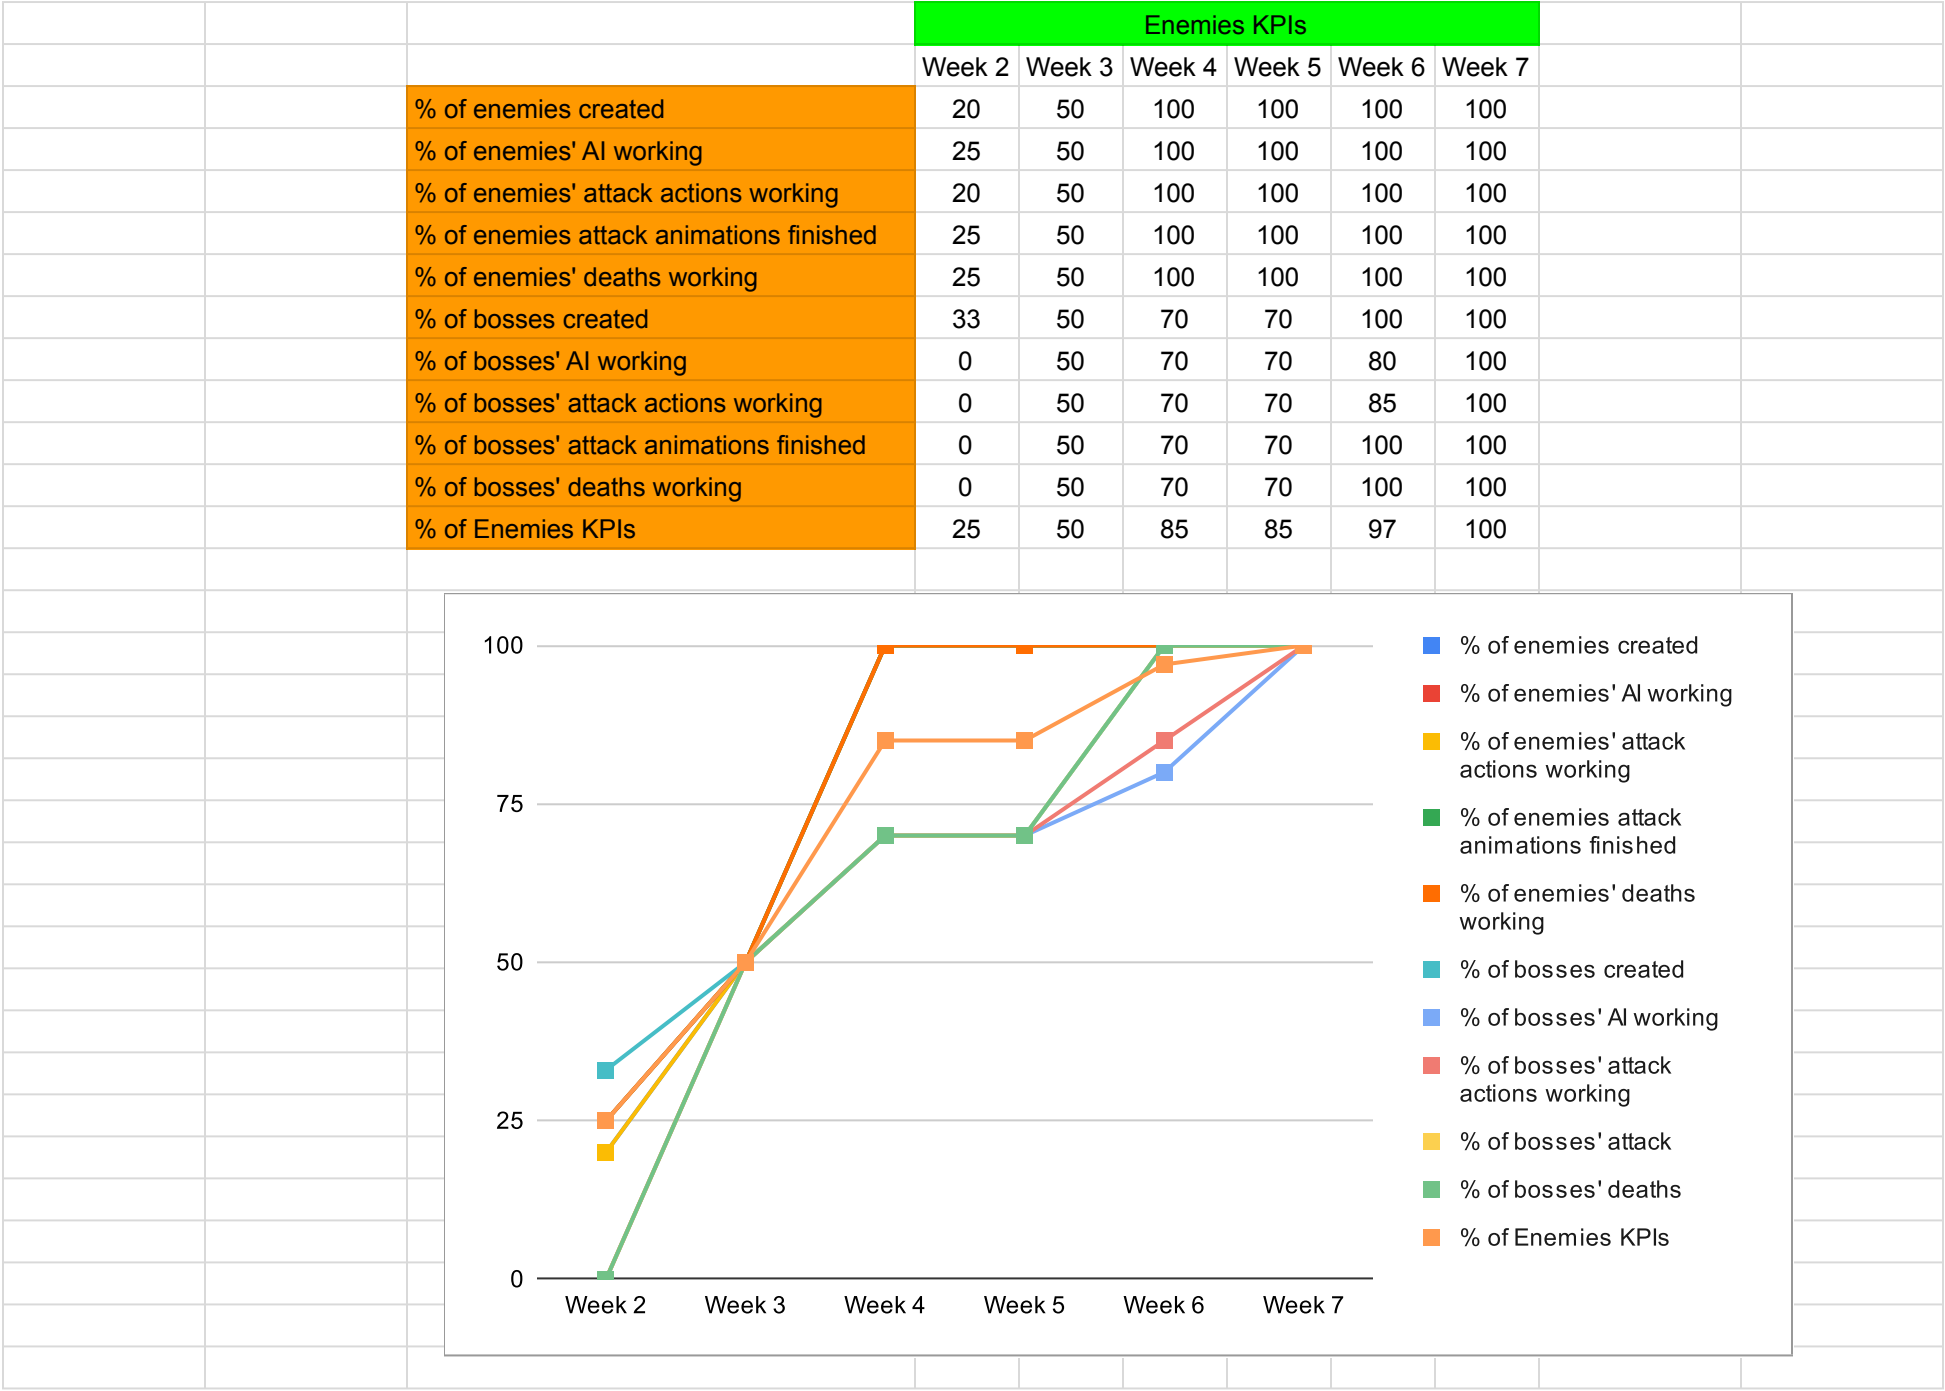 Enemies KPIs
Week 2 Week 3 Week 4 Week 5 Week 6 Week 7
% of enemies created 20 50 100 100 100 100
% of enemies' AI working 25 50 100 100 100 100
% of enemies' attack actions working 20 50 100 100 100 100
% of enemies attack animations finished 25 50 100 100 100 100
% of enemies' deaths working 25 50 100 100 100 100
% of bosses created 33 50 70 70 100 100
% of bosses' AI working 0 50 70 70 80 100
% of bosses' attack actions working 0 50 70 70 85 100
% of bosses' attack animations finished 0 50 70 70 100 100
% of bosses' deaths working 0 50 70 70 100 100
% of Enemies KPIs 25 50 85 85 97 100
100
75
50
25
0
Week 2 Week 3 Week 4 Week 5 Week 6 Week 7
% of enemies created
% of enemies' AI working
% of enemies' attack
actions working
% of enemies attack
animations finished
% of enemies' deaths
working
% of bosses created
% of bosses' AI working
% of bosses' attack
actions working
% of bosses' attack
% of bosses' deaths
% of Enemies KPIs